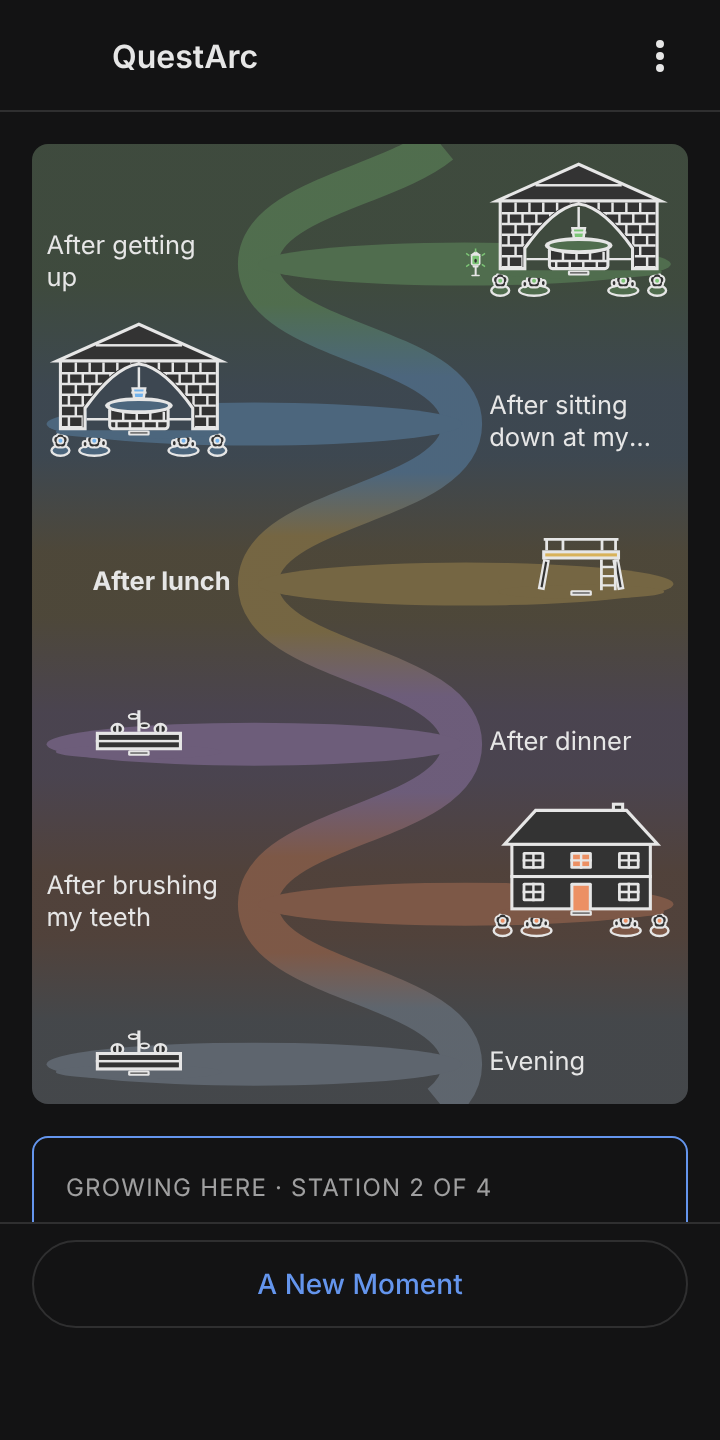 QuestArc
After getting
up
After sitting
down at my...
After lunch
After dinner
After brushing
my teeth
Evening
GROWING HERE · STATION 2 OF 4
A New Moment